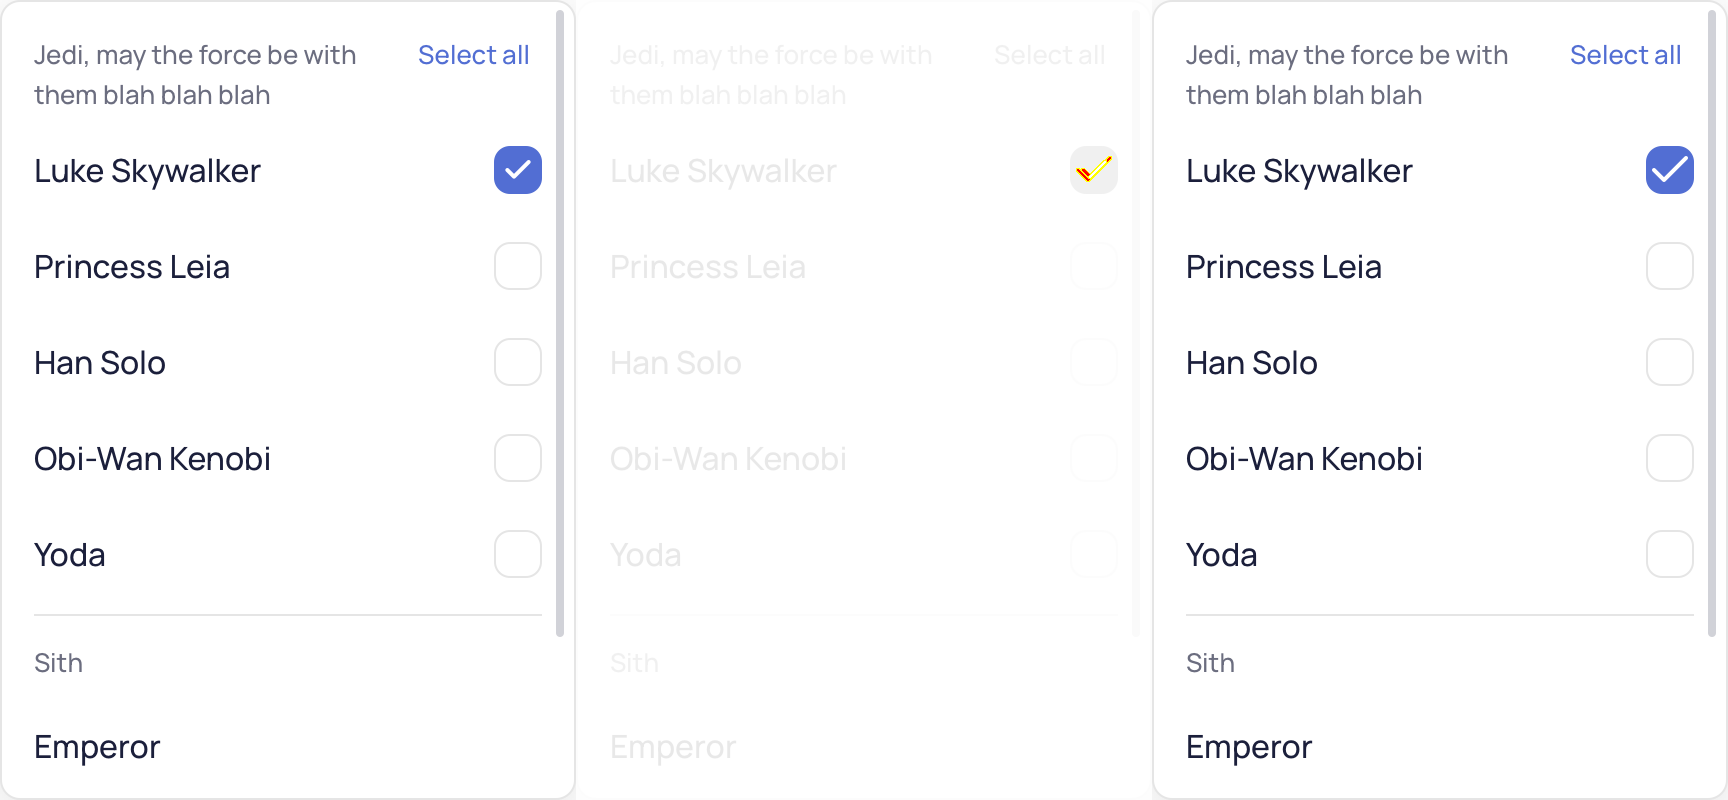 Jedi, may the force be with
them blah blah blah
Select all
Luke Skywalker
Princess Leia
Han Solo
Obi-Wan Kenobi
Yoda
Sith
Emperor
Jedi, may the force be with
them blah blah blah
Select all
Luke Skywalker
Princess Leia
Han Solo
Obi-Wan Kenobi
Yoda
Sith
Emperor
Jedi, may the force be with
them blah blah blah
Select all
Luke Skywalker
Princess Leia
Han Solo
Obi-Wan Kenobi
Yoda
Sith
Emperor